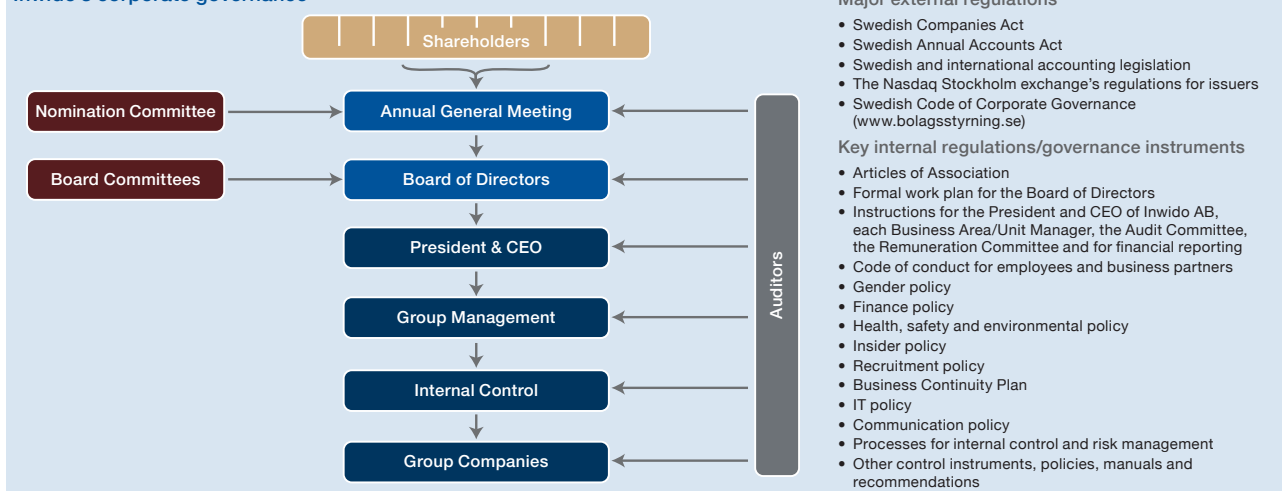 Inwido's corporate governance
Shareholders
Nomination Committee
Annual General Meeting
Board Committees
Board of Directors
President & CEO
Group Management
Internal Control
Group Companies
Auditors
Major external regulations
• Swedish Companies Act
• Swedish Annual Accounts Act
• Swedish and international accounting legislation
• The Nasdaq Stockholm exchange's regulations for issuers
• Swedish Code of Corporate Governance
(www.bolagsstyrning.se)
Key internal regulations/governance instruments
• Articles of Association
• Formal work plan for the Board of Directors
• Instructions for the President and CEO of Inwido AB,
each Business Area/Unit Manager, the Audit Committee,
the Remuneration Committee and for financial reporting
• Code of conduct for employees and business partners
• Gender policy
• Finance policy
• Health, safety and environmental policy
• Insider policy
• Recruitment policy
• Business Continuity Plan
• IT policy
• Communication policy
• Processes for internal control and risk management
• Other control instruments, policies, manuals and
recommendations